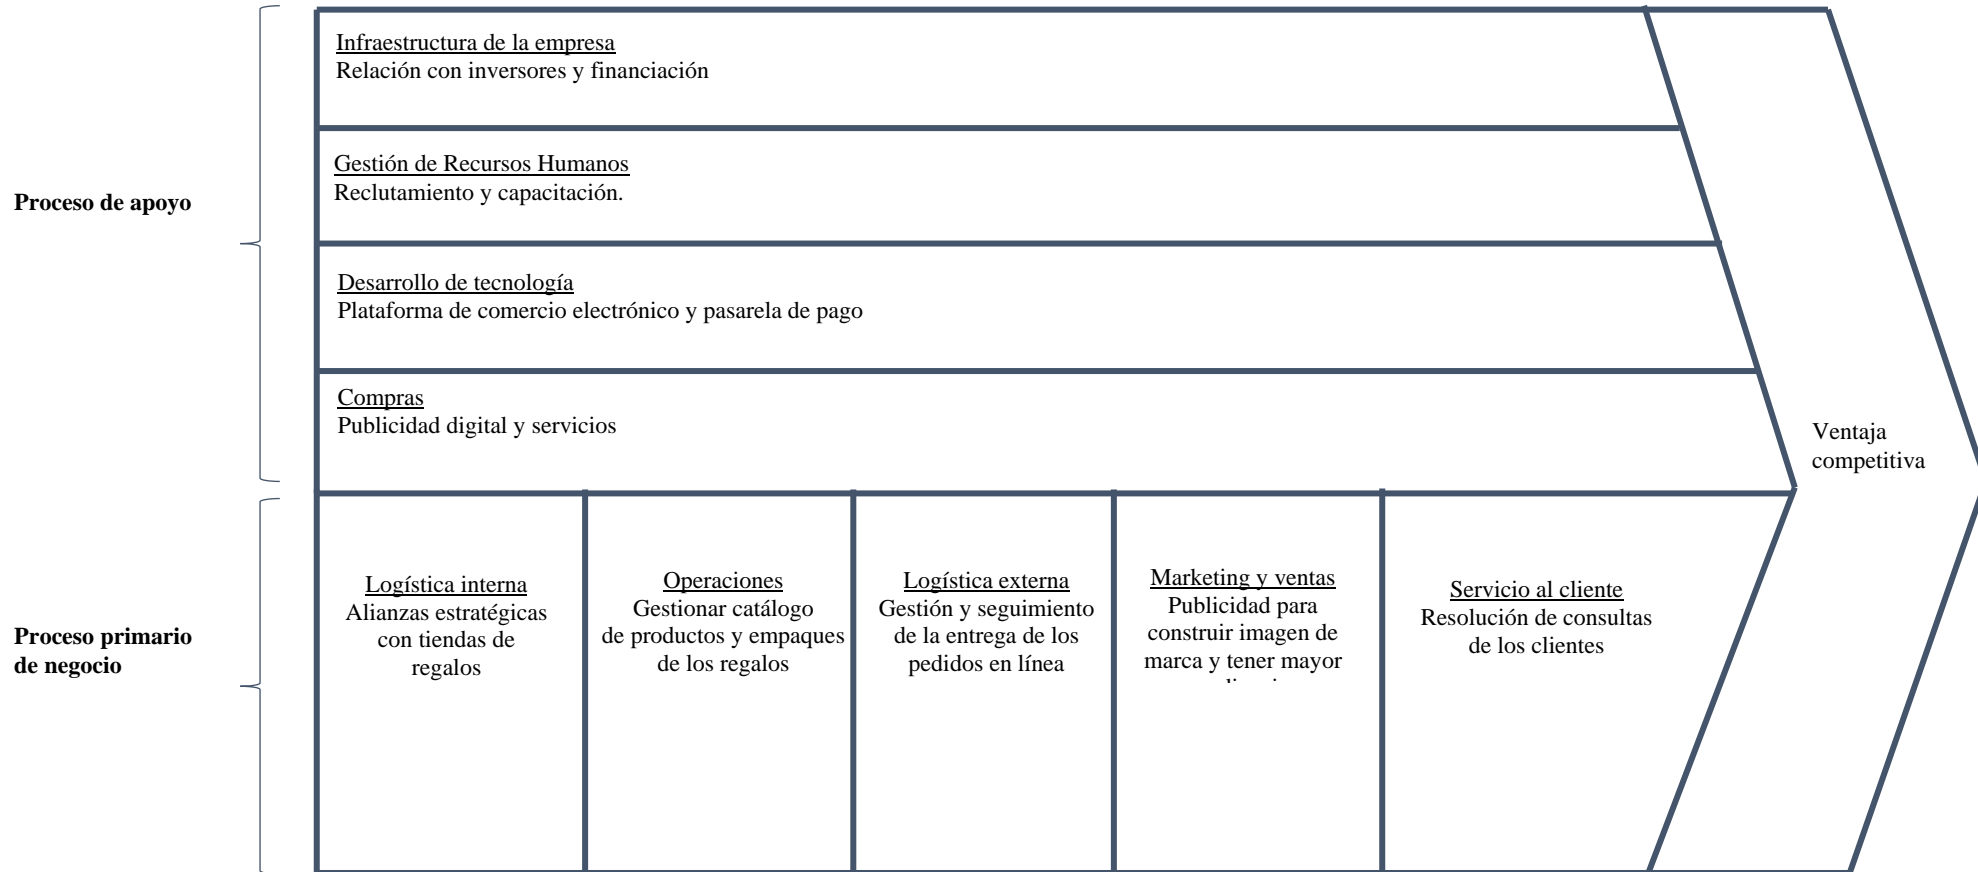 Infraestructura de la empresa
Relación con inversores y financiación
Gestión de Recursos Humanos
Reclutamiento y capacitación.
Proceso de apoyo
Desarrollo de tecnología
Plataforma de comercio electrónico y pasarela de pago
Compras
Publicidad digital y servicios
Ventaja
competitiva
Proceso primario
de negocio
Logística interna
Alianzas estratégicas
con tiendas de
regalos
Operaciones
Gestionar catálogo
de productos y empaques
de los regalos
Logística externa
Gestión y seguimiento
de la entrega de los
pedidos en línea
Marketing y ventas
Publicidad para
construir imagen de
marca y tener mayor
Servicio al cliente
Resolución de consultas
de los clientes